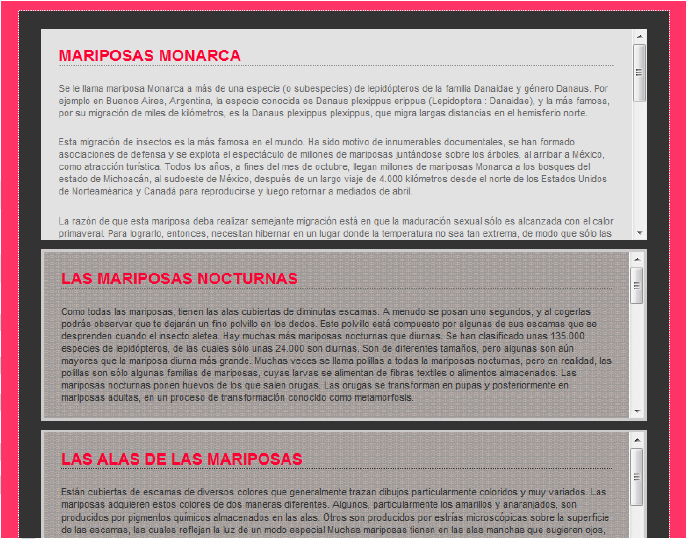 MARIPOSAS MONARCA
Se le llama mariposa Monarca a más de una especie (o subespecies) de lepidópteros de la familia Danaidae y género Danaus. Por
ejemplo en Buenos Aires, Argentina, la especie conocida es Danaus plexippus erippus (Lepidoptera : Danaidae), y la más famosa,
por su migración de miles de kilómetros, es la Danaus plexippus plexippus, que migra largas distancias en el hemisferio norte.
Esta migración de insectos es la más famosa en el mundo. Ha sido motivo de innumerables documentales, se han formado
asociaciones de defensa y se explota el espectáculo de millones de mariposas juntándose sobre los árboles, al arribar a México,
como atracción turística. Todos los años, a fines del mes de octubre, llegan millones de mariposas Monarca a los bosques del
estado de Michoacán, al sudoeste de México, después de un largo viaje de 4.000 kilómetros desde el norte de los Estados Unidos
de Norteamérica y Canadá para reproducirse y luego retornar a mediados de abril.
La razón de que esta mariposa deba realizar semejante migración está en que la maduración sexual sólo es alcanzada con el calor
primaveral. Para lograrlo, entonces, necesitan hibernar en un lugar donde la temperatura no sea tan extrema, de modo que sólo las
LAS MARIPOSAS NOCTURNAS
Como todas las mariposas, tienen las alas cubiertas de diminutas escamas. A menudo se posan uno segundos, y al cogerlas
podrás observar que te dejarán un fino polvillo en los dedos. Este polvillo está compuesto por algunas de sus escamas que se
desprenden cuando el insecto aletea. Hay muchas más mariposas nocturnas que diurnas. Se han clasificado unas 135.000
especies de lepidópteros, de las cuales sólo unas 24.000 son diurnas. Son de diferentes tamaños, pero algunas son aún
mayores que la mariposa diurna más grande. Muchas veces se llama polillas a todas la mariposas nocturnas, pero en realidad, las
polillas son sólo algunas familias de mariposas, cuyas larvas se alimentan de fibras textiles o alimentos almacenados. Las
mariposas nocturnas ponen huevos de los que salen orugas. Las orugas se transforman en pupas y posteriormente en
mariposas adultas, en un proceso de transformación conocido como metamorfosis.
LAS ALAS DE LAS MARIPOSAS
Están cubiertas de escamas de diversos colores que generalmente trazan dibujos particularmente coloridos y muy variados. Las
mariposas adquieren estos colores de dos maneras diferentes. Algunos, particularmente los amarillos y anaranjados, son
producidos por pigmentos químicos almacenados en las alas. Otros son producidos por estrías microscópicas sobre la superficie
de las escamas, las cuales reflejan la luz de un modo especial.Muchas mariposas tienen en las alas manchas que sugieren ojos,